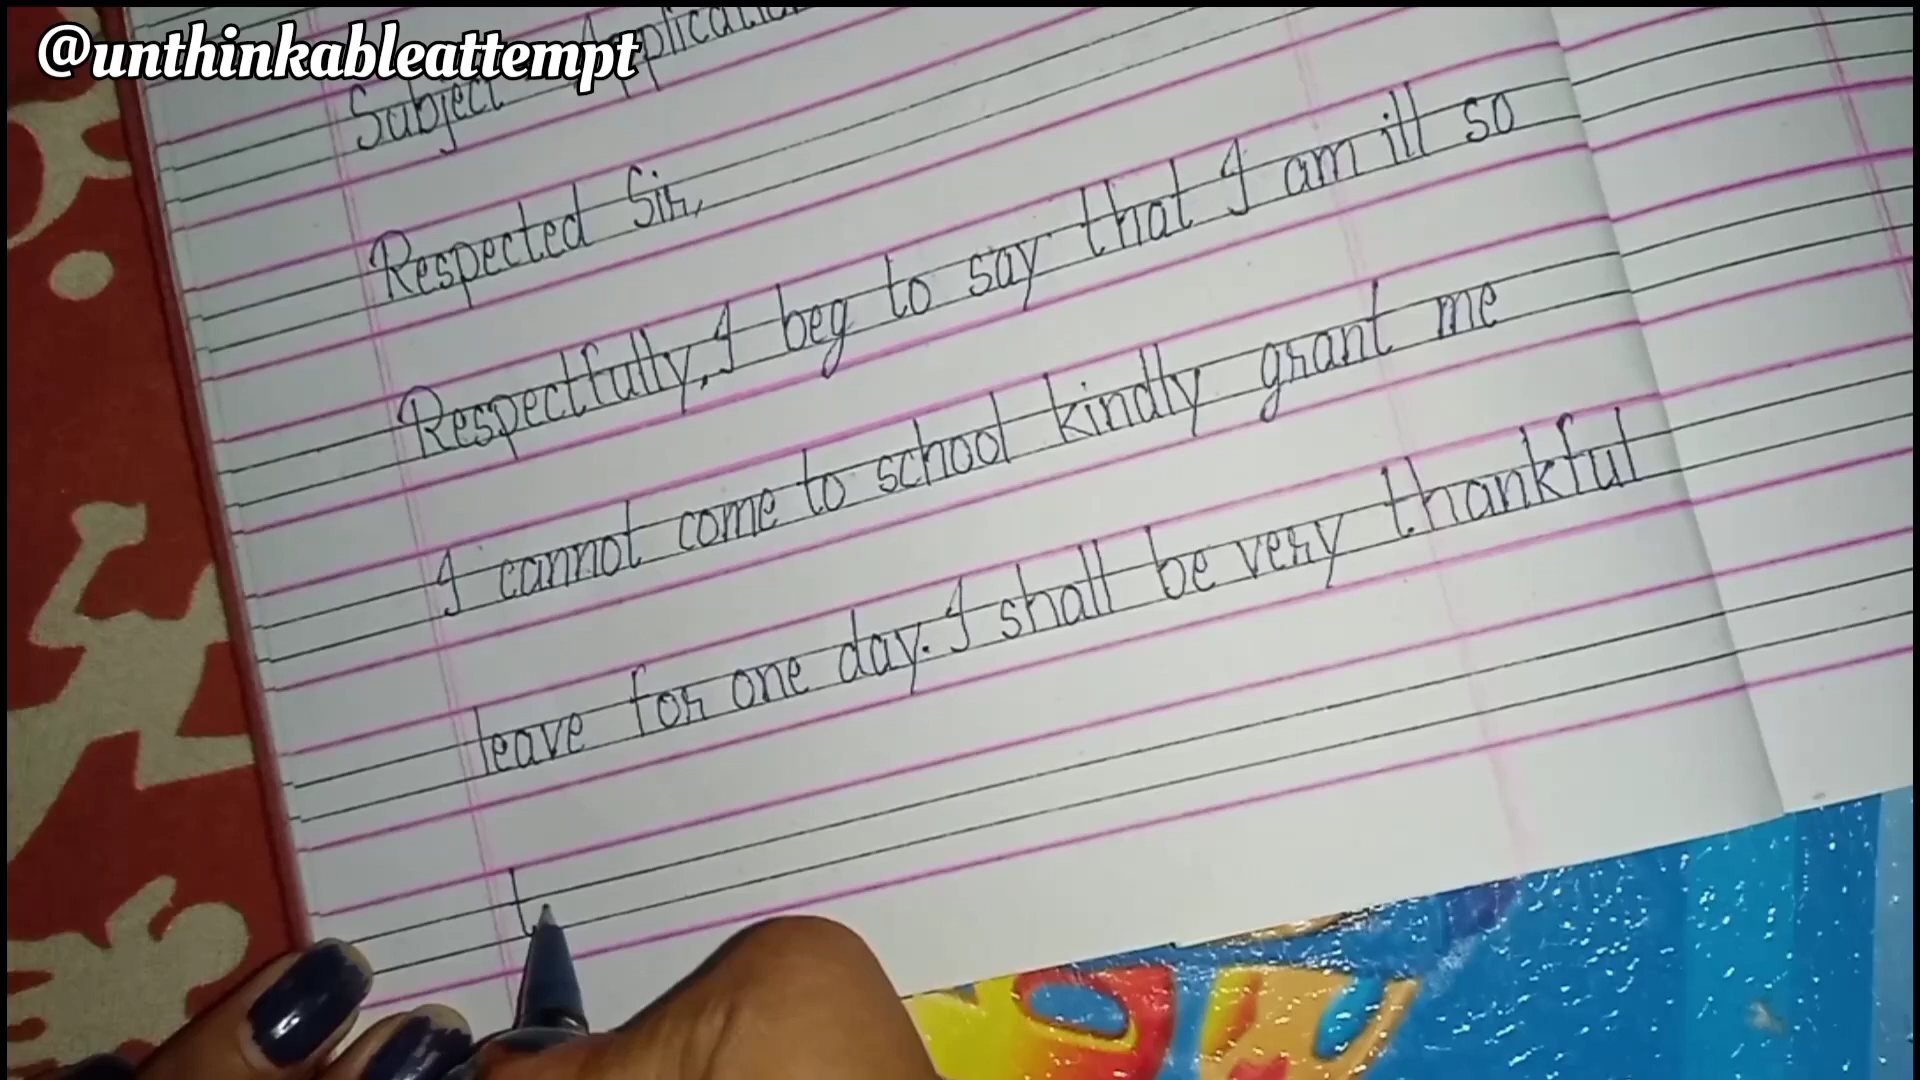 @unthinkableattempt
Subject Application
Respected Sir,
Respectfully, I beg to say that I am ill so
I cannot come to school kindly grant me
leave for one day. I shall be very thankful
t